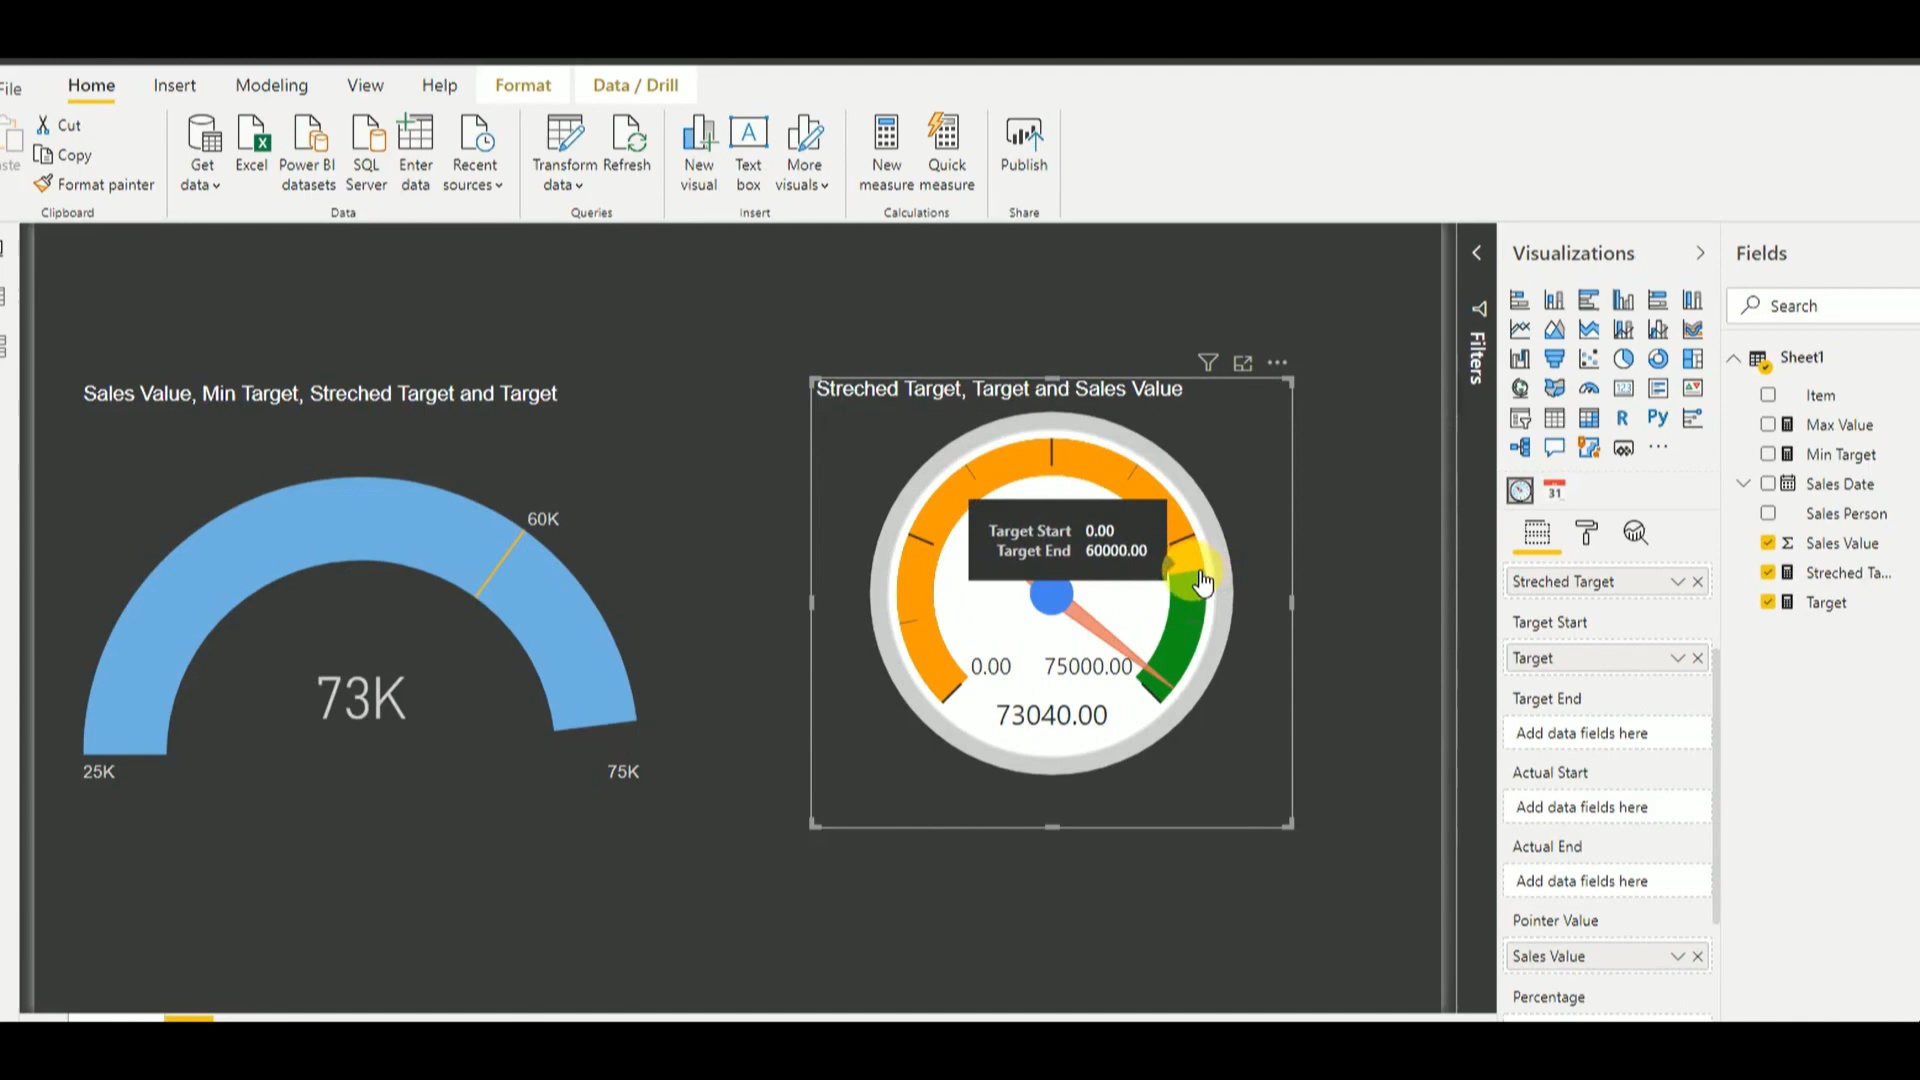 File
Home
Insert
Modeling
View
Help
Format
Data / Drill
Cut
Copy
Format painter
Clipboard
Get data
Excel
Power BI datasets
SQL Server
Enter data
Recent sources
Data
Transform data
Refresh
Queries
New visual
A
Text box
More visuals
Insert
New measure
Quick measure
Calculations
Publish
Share
Sales Value, Min Target, Streched Target and Target
60K
73K
25K
75K
Streched Target, Target and Sales Value
Target Start 0.00
Target End 60000.00
0.00
75000.00
73040.00
Filters
Visualizations
123
R
Py
31
Streched Target
Target Start
Target
Target End
Add data fields here
Actual Start
Add data fields here
Actual End
Add data fields here
Pointer Value
Sales Value
Percentage
Fields
Search
Sheet1
Item
Max Value
Min Target
Sales Date
Sales Person
Σ Sales Value
Streched Ta...
Target